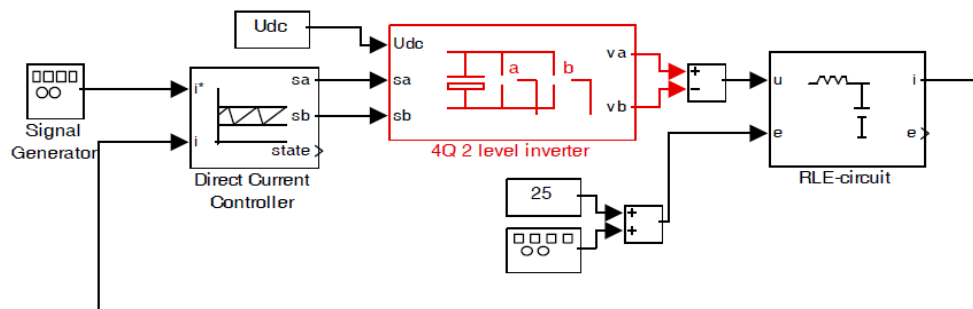 Udc
Signal
Generator
i*
i
sa
sb
state
Direct Current
Controller
Udc
sa
sb
a
b
va
vb
4Q 2 level inverter
+
−
25
+
+
u
e
i
e
RLE-circuit